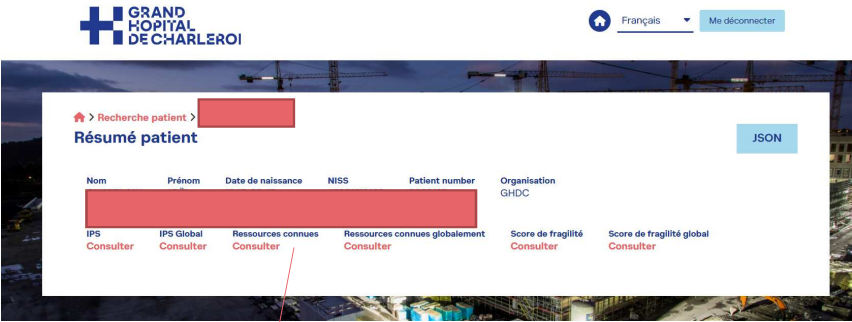 GRAND
HOPITAL
DE CHARLEROI
Français
Me déconnecter
> Recherche patient >
Résumé patient
JSON
Nom Prénom Date de naissance NISS Patient number Organisation
GHDC
IPS IPS Global Ressources connues Ressources connues globalement Score de fragilité Score de fragilité global
Consulter Consulter Consulter Consulter Consulter Consulter